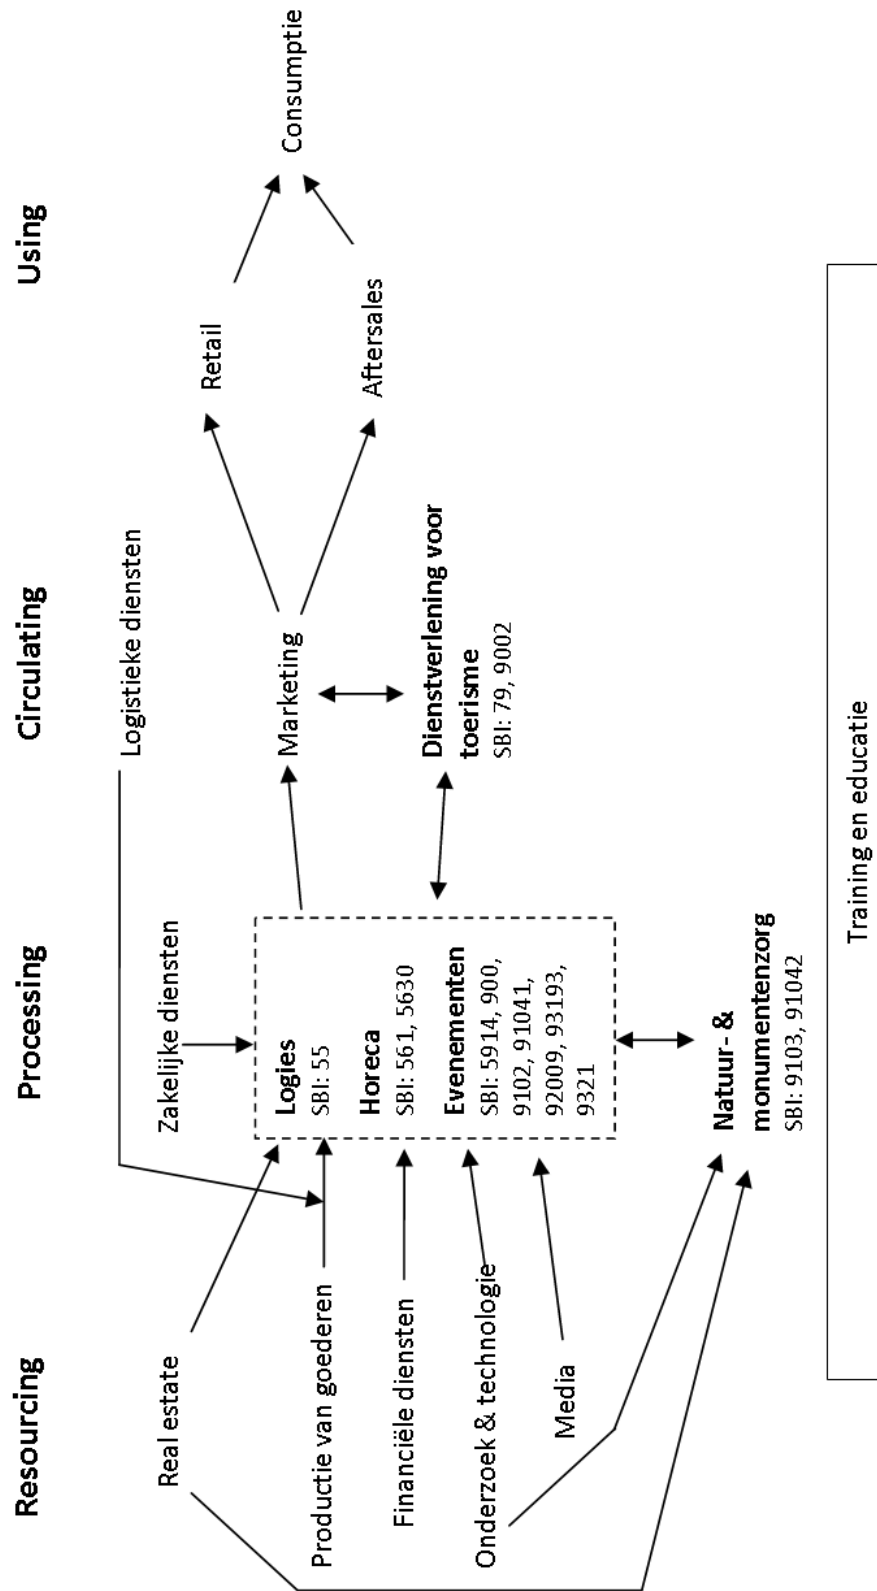 Resourcing
Processing
Circulating
Using
Logistieke diensten
Real estate
Zakelijke diensten
Retail
Consumptie
Productie van goederen
Logies
SBI: 55
Marketing
Financiële diensten
Horeca
SBI: 561, 5630
Aftersales
Onderzoek & technologie
Evenementen
SBI: 5914, 900,
9102, 91041,
92009, 93193,
9321
Dienstverlening voor
toerisme
SBI: 79, 9002
Media
Natuur- &
monumentenzorg
SBI: 9103, 91042
Training en educatie